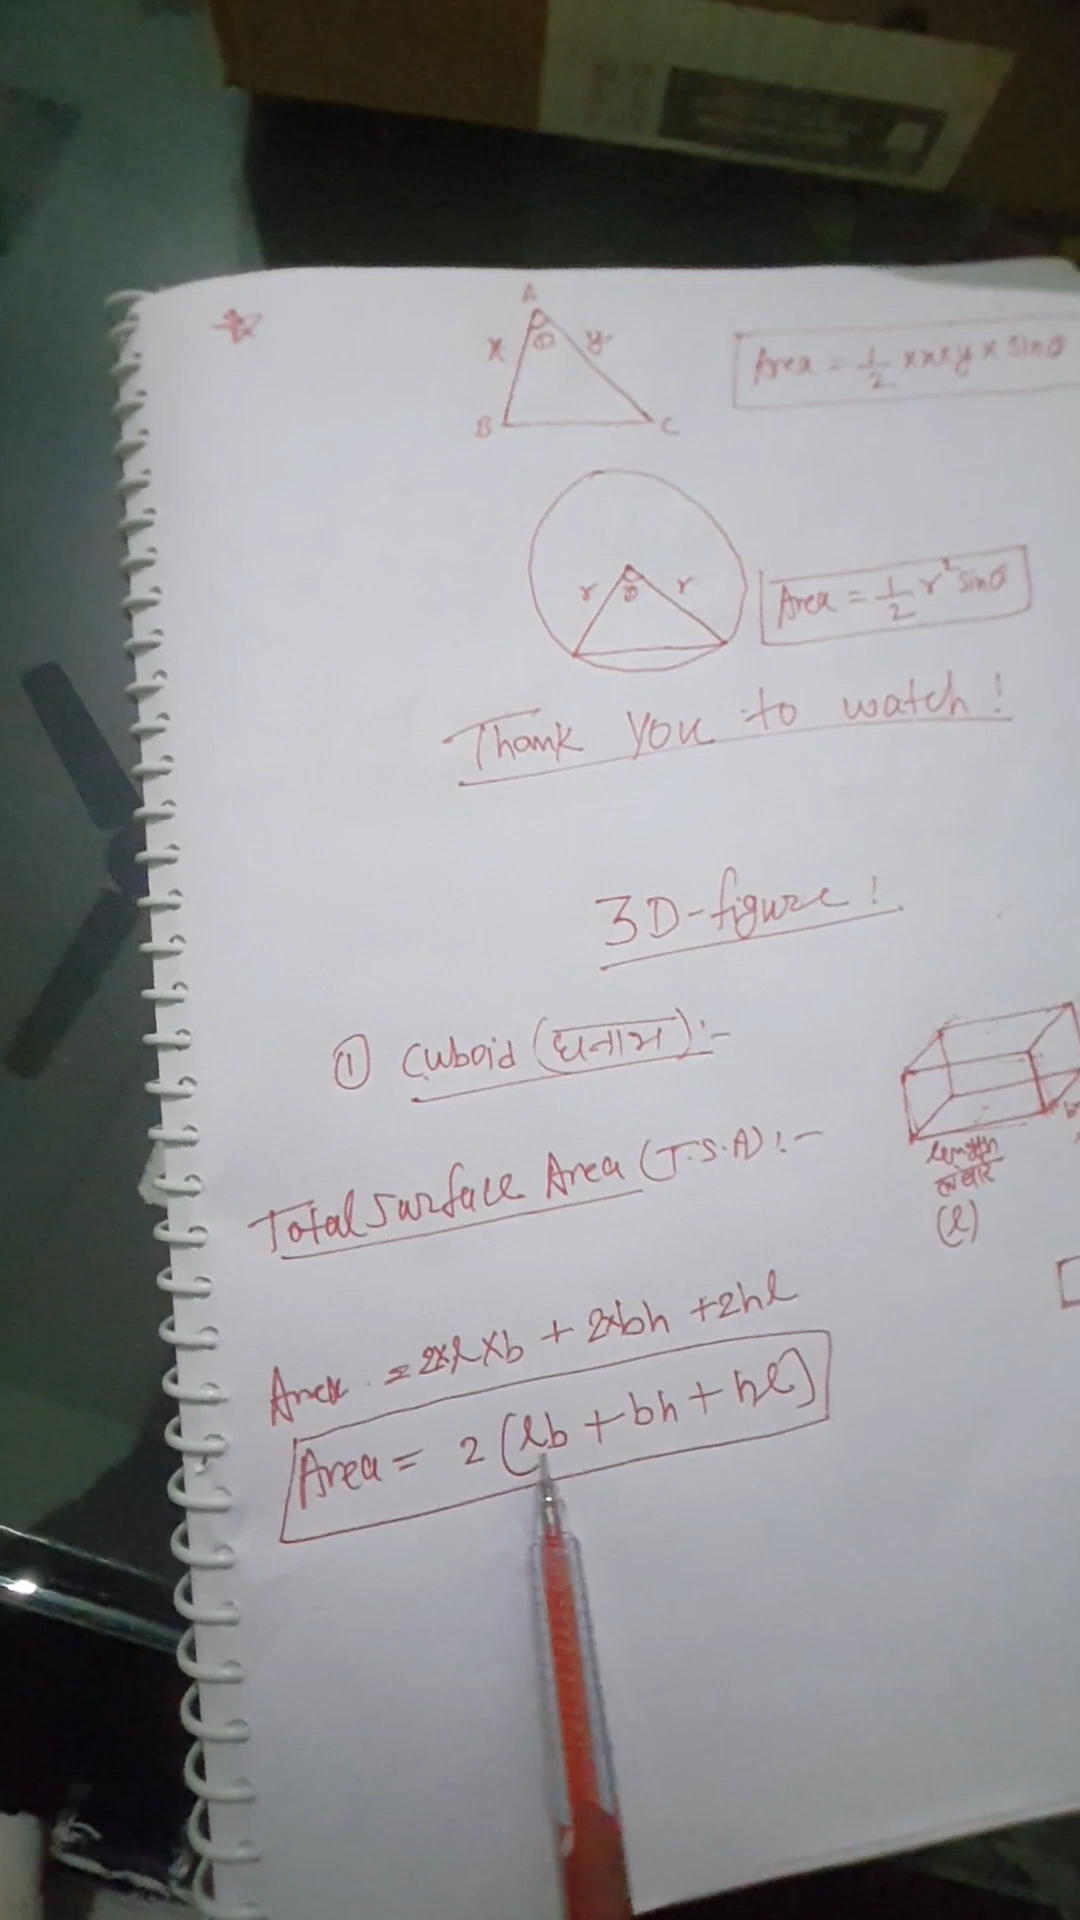 A
x θ y
B C
Area = 1/2 × x × y × sinθ
r θ r
Area = 1/2 r² sinθ
Thank You to watch!
3D-figure!
① Cuboid (घनाभ):-
Total Surface Area (T.S.A):-
length
लंबाई
(l)
b
Area = 2×l×b + 2×bh + 2hl
Area = 2(lb + bh + hl)